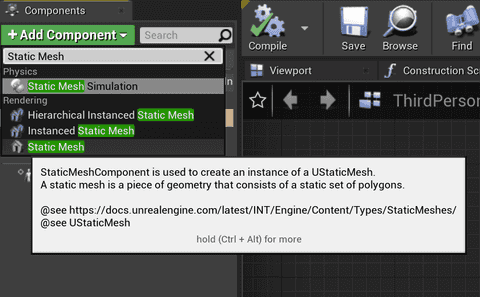 Components
+ Add Component
Search
Static Mesh
Physics
Static Mesh Simulation
Rendering
Hierarchical Instanced Static Mesh
Instanced Static Mesh
Static Mesh
StaticMeshComponent is used to create an instance of a UStaticMesh.
A static mesh is a piece of geometry that consists of a static set of polygons.
@see https://docs.unrealengine.com/latest/INT/Engine/Content/Types/StaticMeshes/
@see UStaticMesh
hold (Ctrl + Alt) for more
Compile
Save
Browse
Find
Viewport
f Construction Sc
ThirdPerson